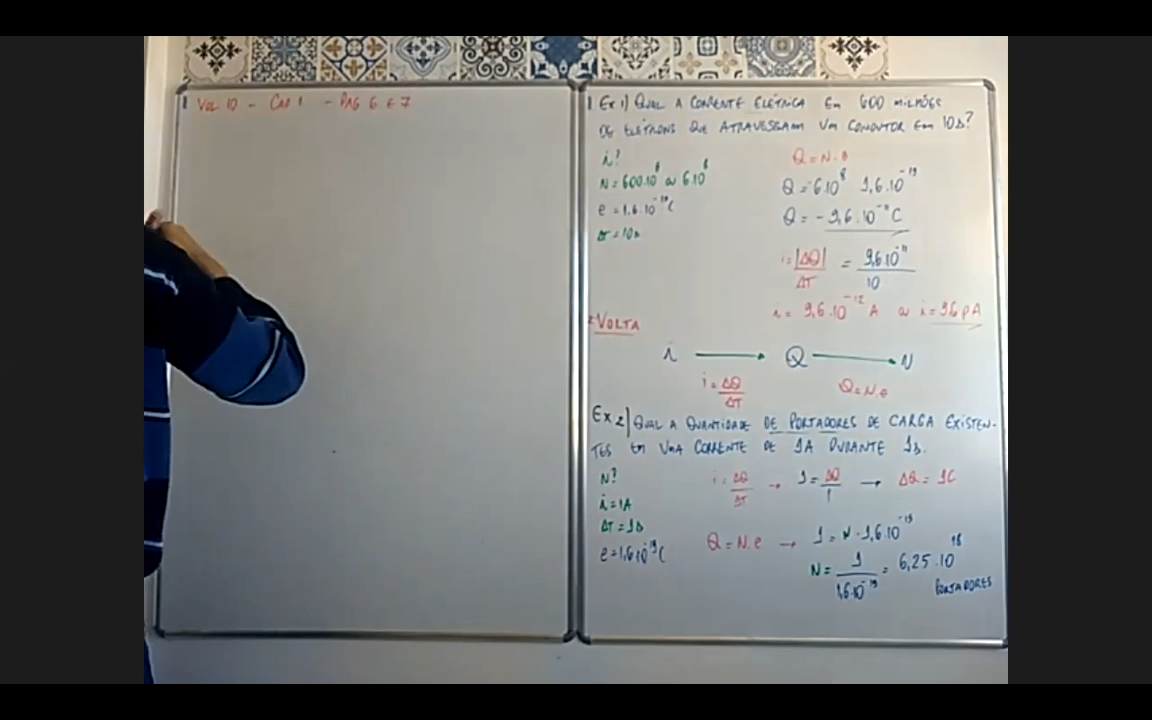 VOL 10 - CAP 1 - PÁG 6 E 7
Ex 1) QUAL A CORRENTE ELÉTRICA EM 600 MILHÕES
DE ELÉTRONS QUE ATRAVESSAM UM CONDUTOR EM 10s?
i?
N = 600.10⁶ ou 6.10⁸
e = 1,6.10⁻¹⁹C
ΔT = 10s
Q = N.e
Q = -6.10⁸ 1,6.10⁻¹⁹
Q = -9,6.10⁻¹¹ C
i = |ΔQ|/ΔT = 9,6.10⁻¹¹/10
i = 9,6.10⁻¹² A ou i = 9,6 pA
VOLTA
i → Q → N
i = ΔQ/ΔT
Q = N.e
Ex 2) QUAL A QUANTIDADE DE PORTADORES DE CARGA EXISTEN-
TES EM UMA CORRENTE DE 1A DURANTE 1s.
N?
i = 1A
ΔT = 1s
e = 1,6.10⁻¹⁹C
i = ΔQ/ΔT → 1 = ΔQ/1 → ΔQ = 1C
Q = N.e → 1 = N.1,6.10⁻¹⁹
N = 1/1,6.10⁻¹⁹ = 6,25.10¹⁸
PORTADORES